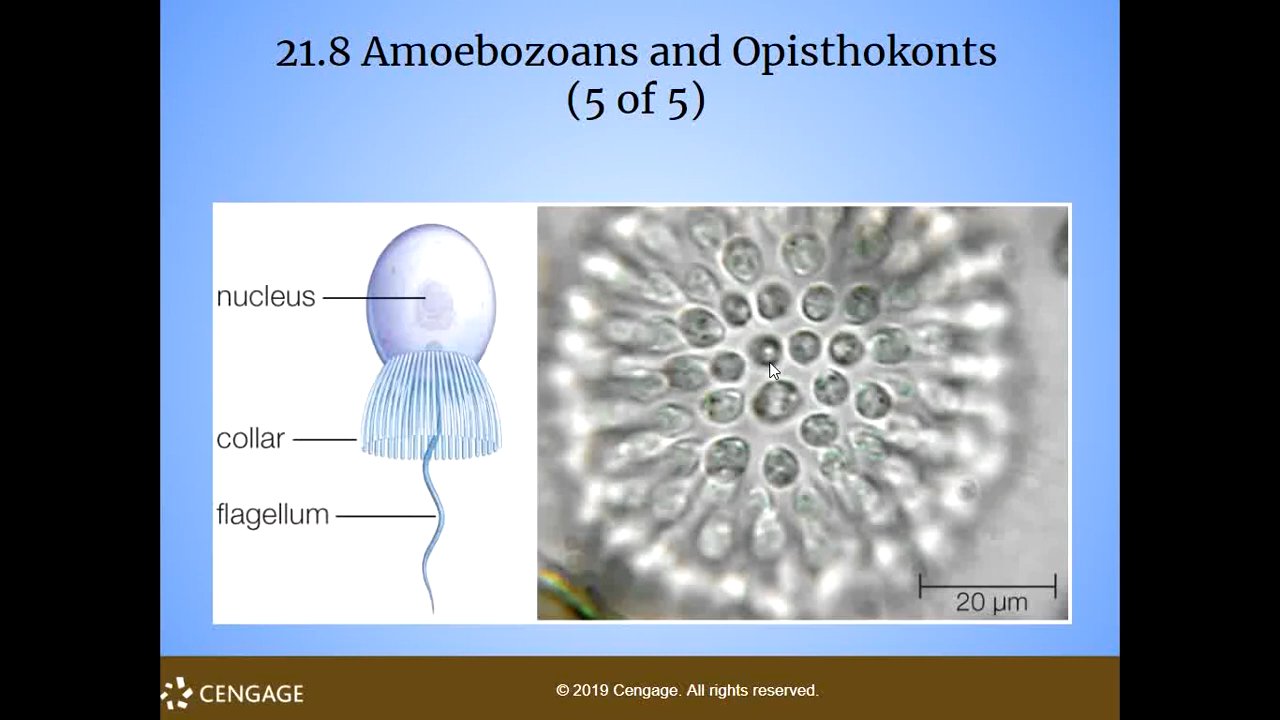 21.8 Amoebozoans and Opisthokonts
(5 of 5)
nucleus
collar
flagellum
20 µm
CENGAGE
© 2019 Cengage. All rights reserved.